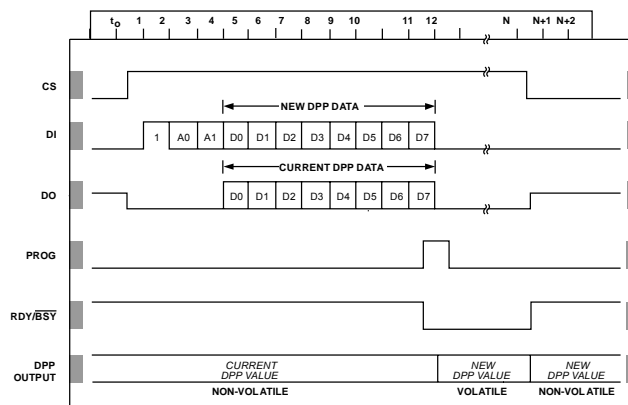 to 1 2 3 4 5 6 7 8 9 10 11 12 N N+1 N+2
CS
NEW DPP DATA
DI 1 A0 A1 D0 D1 D2 D3 D4 D5 D6 D7
CURRENT DPP DATA
DO D0 D1 D2 D3 D4 D5 D6 D7
PROG
RDY/BSY
DPP OUTPUT
CURRENT DPP VALUE
NEW DPP VALUE
NEW DPP VALUE
NON-VOLATILE VOLATILE NON-VOLATILE